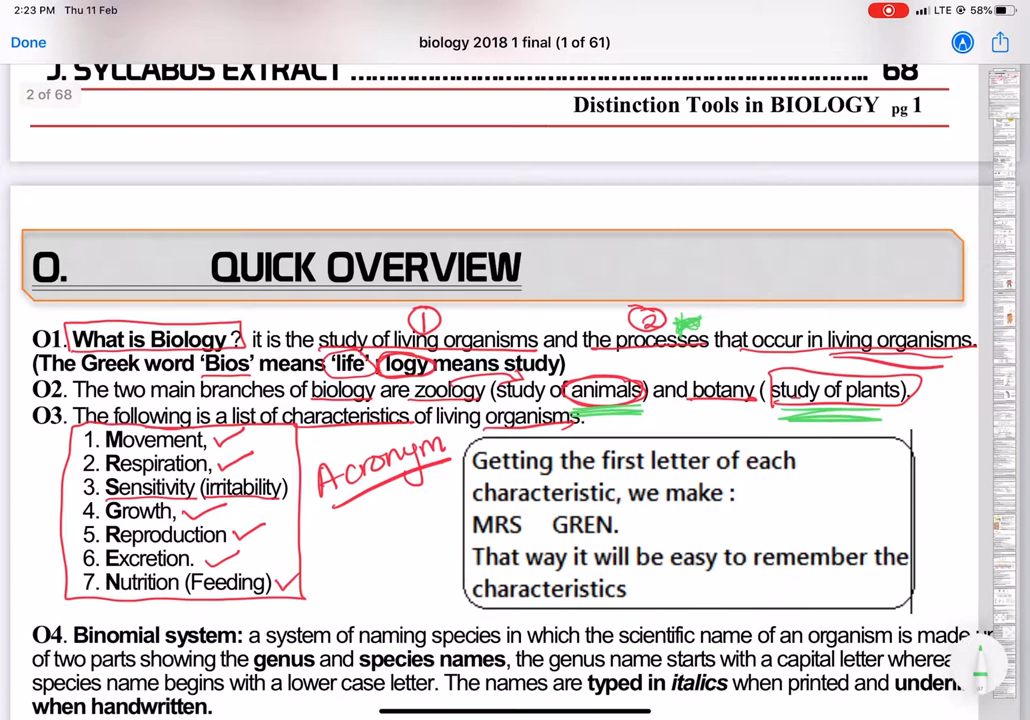 2:23 PM Thu 11 Feb LTE 58%
Done biology 2018 1 final (1 of 61)
J. SYLLABUS EXTRACT .................................................................................. 68
2 of 68
Distinction Tools in BIOLOGY pg 1
O. QUICK OVERVIEW
1 2
O1. What is Biology? it is the study of living organisms and the processes that occur in living organisms.
(The Greek word ‘Bios’ means ‘life’ (logy means study)
O2. The two main branches of biology are zoology (study of animals) and botany ( study of plants).
O3. The following is a list of characteristics of living organisms.
1. Movement,
2. Respiration,
3. Sensitivity (irritability)
4. Growth,
5. Reproduction
6. Excretion.
7. Nutrition (Feeding)
Acronym
Getting the first letter of each
characteristic, we make :
MRS GREN.
That way it will be easy to remember the
characteristics
O4. Binomial system: a system of naming species in which the scientific name of an organism is made
of two parts showing the genus and species names, the genus name starts with a capital letter
species name begins with a lower case letter. The names are typed in italics when printed and
when handwritten.